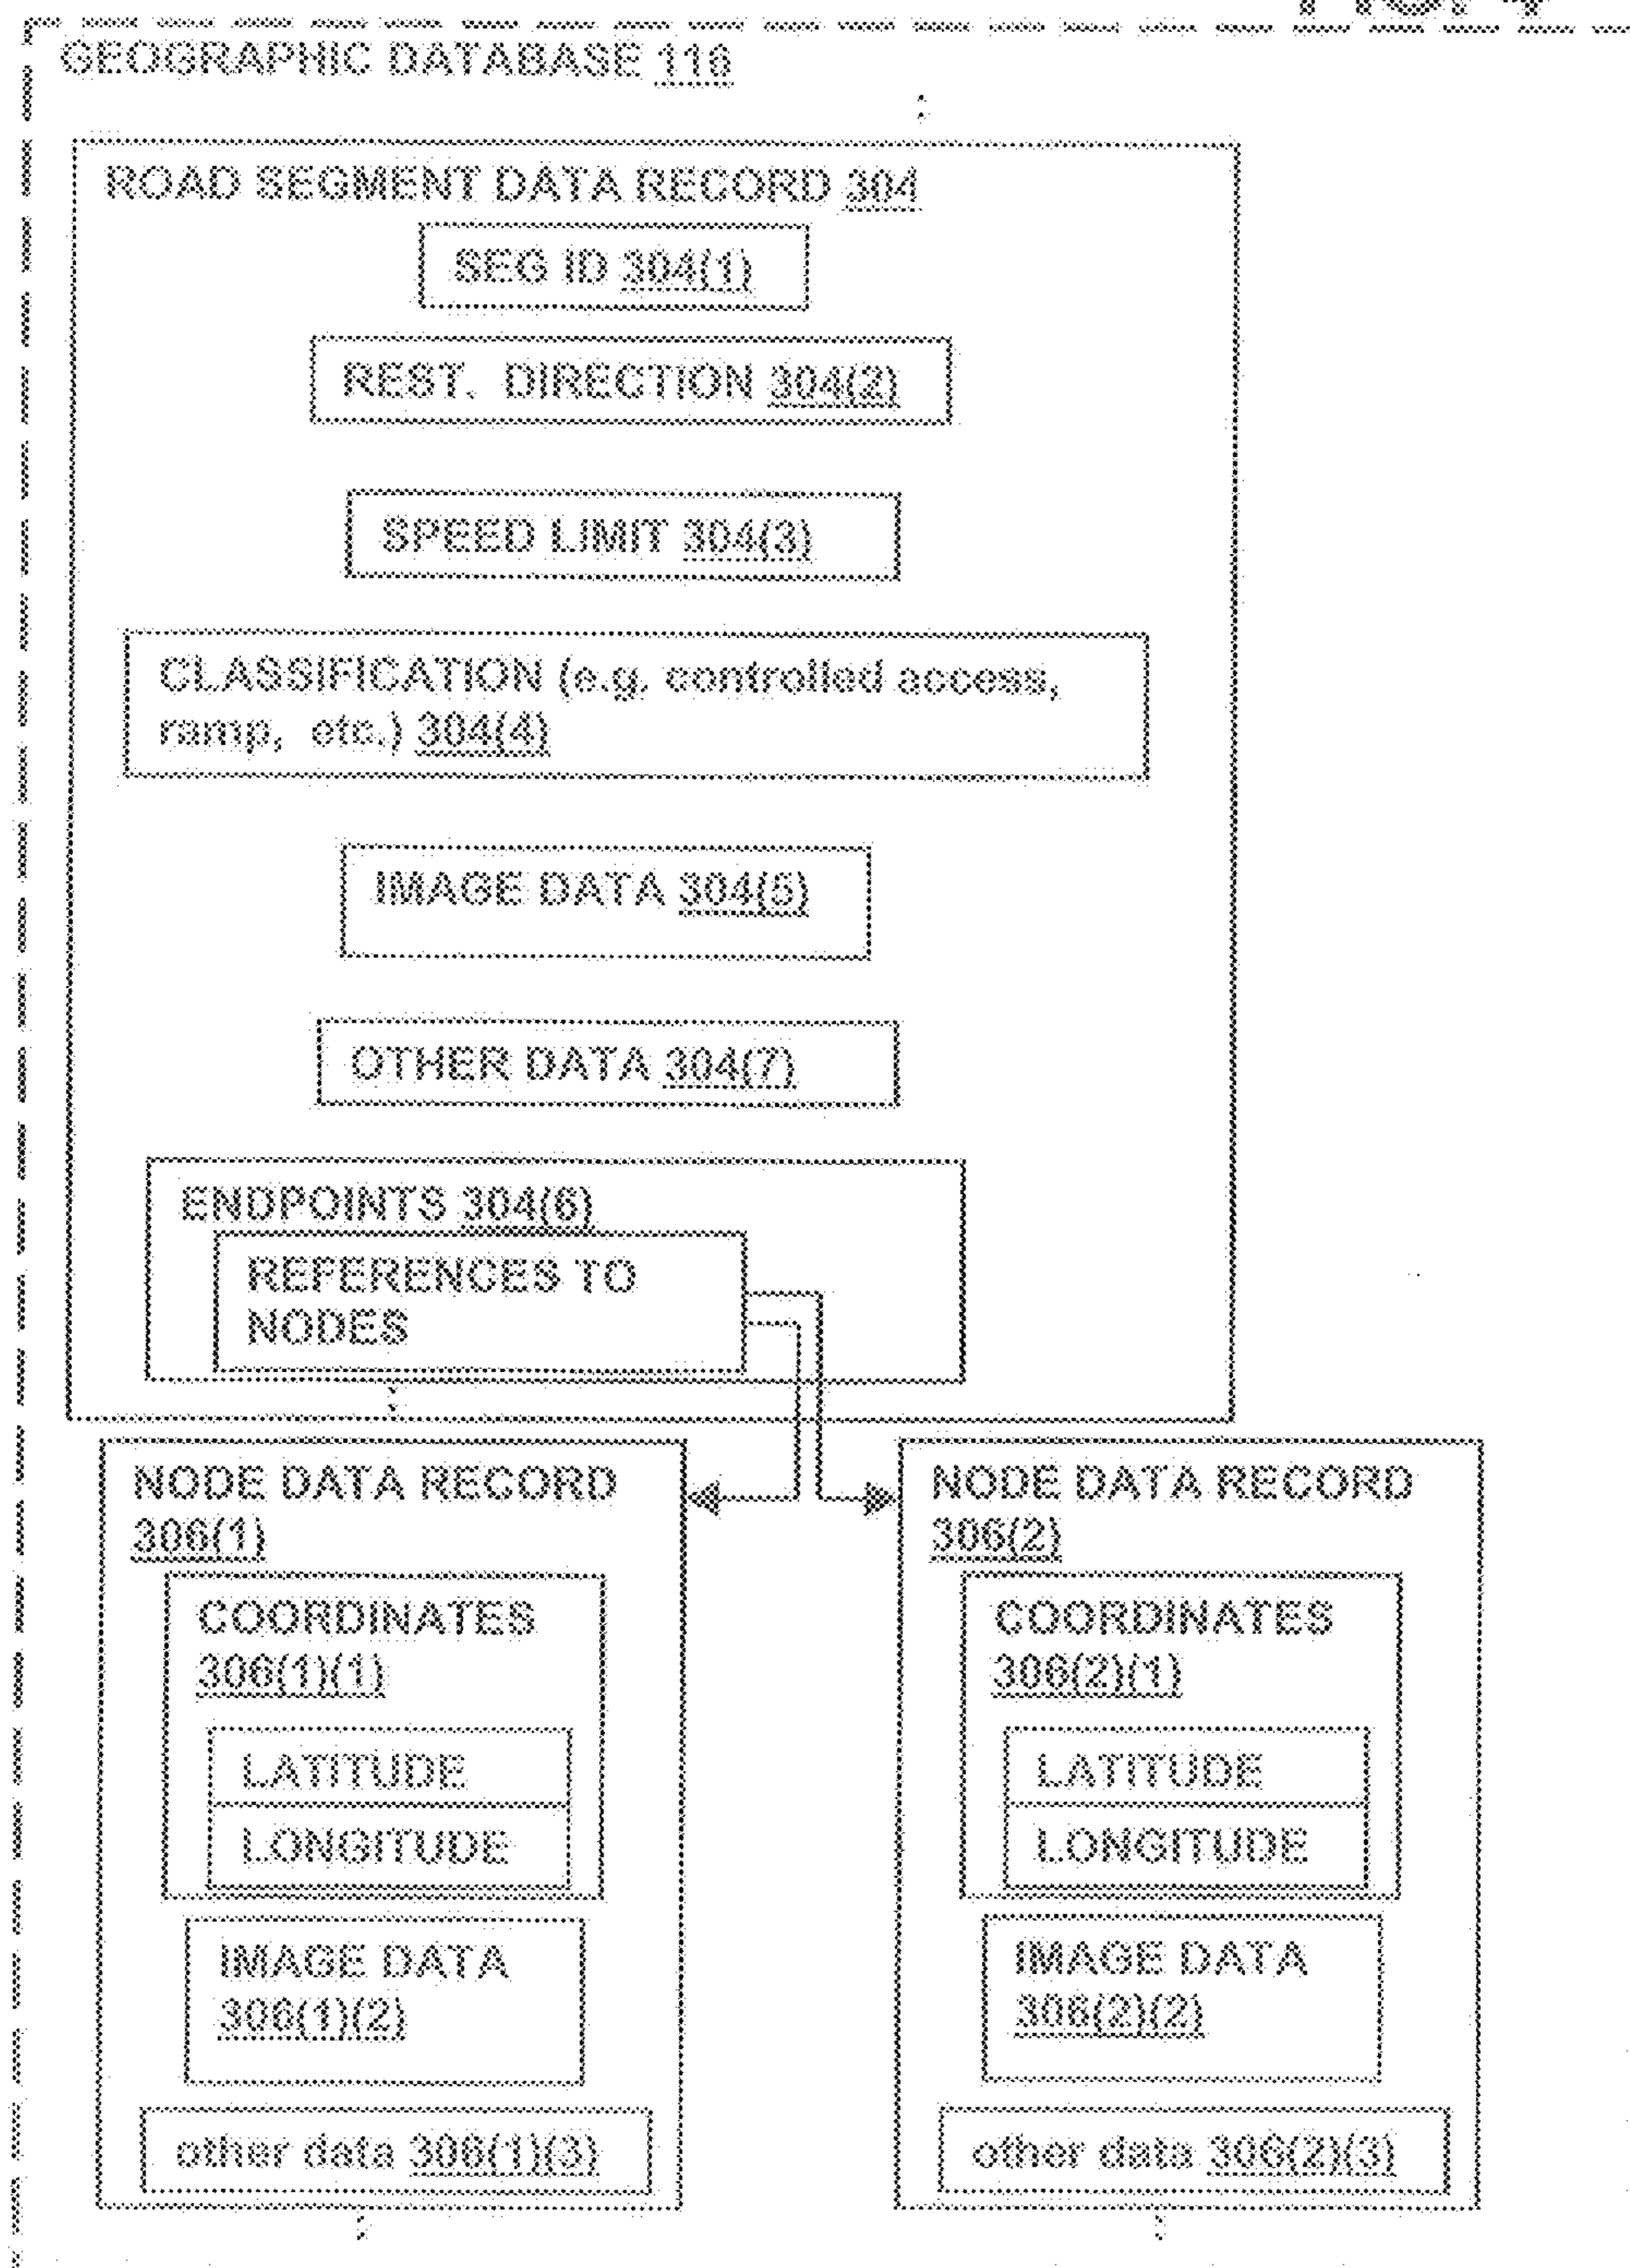 GEOGRAPHIC DATABASE 116
ROAD SEGMENT DATA RECORD 304
SEG ID 304(1)
REST. DIRECTION 304(2)
SPEED LIMIT 304(3)
CLASSIFICATION (e.g. controlled access,
ramp, etc.) 304(4)
IMAGE DATA 304(5)
OTHER DATA 304(7)
ENDPOINTS 304(6)
REFERENCES TO
NODES
NODE DATA RECORD
306(1)
COORDINATES
306(1)(1)
LATITUDE
LONGITUDE
IMAGE DATA
306(1)(2)
other data 306(1)(3)
NODE DATA RECORD
306(2)
COORDINATES
306(2)(1)
LATITUDE
LONGITUDE
IMAGE DATA
306(2)(2)
other data 306(2)(3)